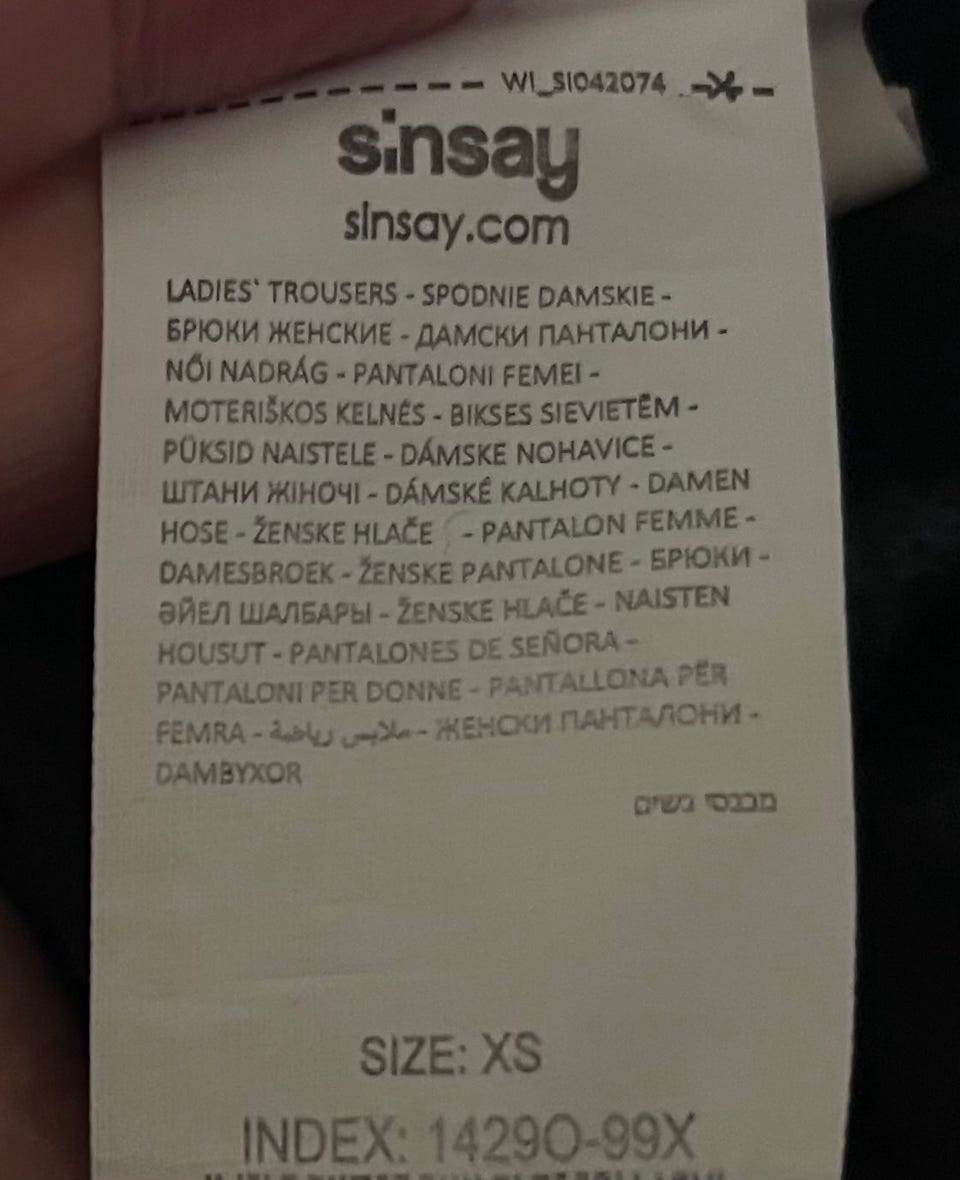 WI_SI042074
sinsay
sinsay.com
LADIES' TROUSERS - SPODNIE DAMSKIE -
БРЮКИ ЖЕНСКИЕ - ДАМСКИ ПАНТАЛОНИ -
NŐI NADRÁG - PANTALONI FEMEI -
MOTERIŠKOS KELNĖS - BIKSES SIEVIETĒM -
PÜKSID NAISTELE - DÁMSKE NOHAVICE -
ШТАНИ ЖІНОЧІ - DÁMSKÉ KALHOTY - DAMEN
HOSE - ŽENSKE HLAČE - PANTALON FEMME -
DAMESBROEK - ŽENSKE PANTALONE - БРЮКИ -
ӘЙЕЛ ШАЛБАРЫ - ŽENSKE HLAČE - NAISTEN
HOUSUT - PANTALONES DE SEÑORA -
PANTALONI PER DONNE - PANTALLONA PËR
FEMRA - ملابس رياضية - ЖЕНСКИ ПАНТАЛОНИ -
DAMBYXOR
מכנסי נשים
SIZE: XS
INDEX: 1429O-99X